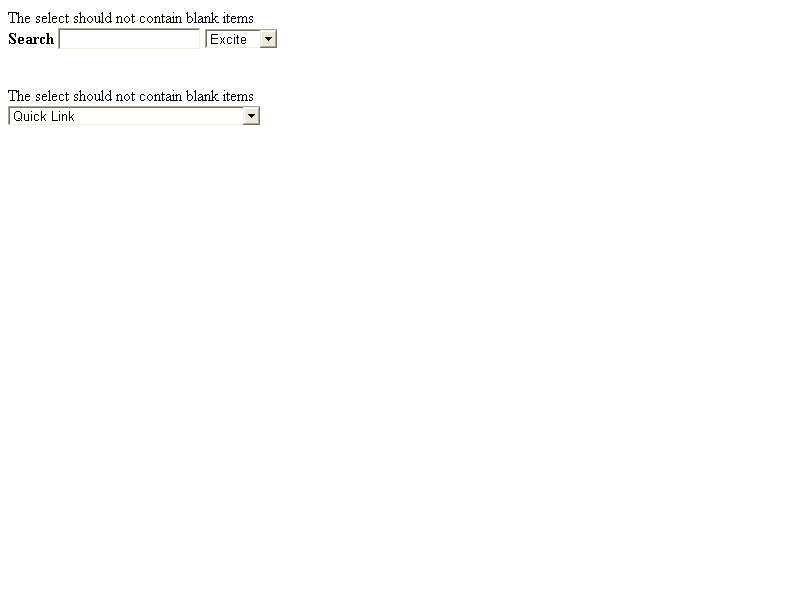 The select should not contain blank items
Search Excite
The select should not contain blank items
Quick Link